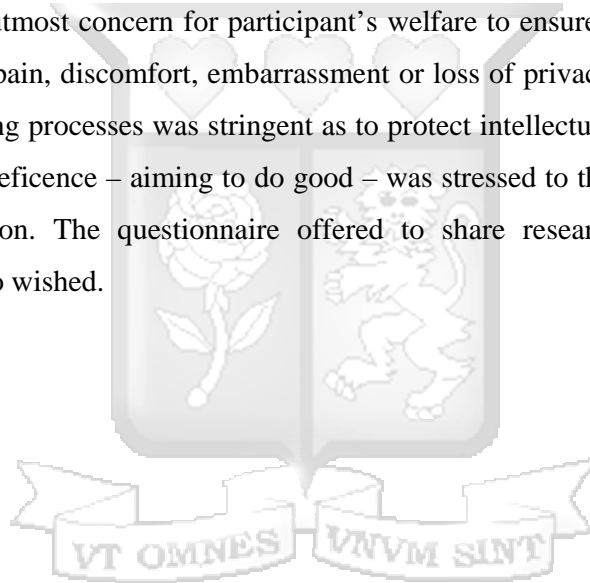 utmost concern for participant's welfare to ensure
pain, discomfort, embarrassment or loss of privac
ng processes was stringent as to protect intellectu
eficence – aiming to do good – was stressed to th
on. The questionnaire offered to share resear
o wished.
VT OMNES VNVM SINT